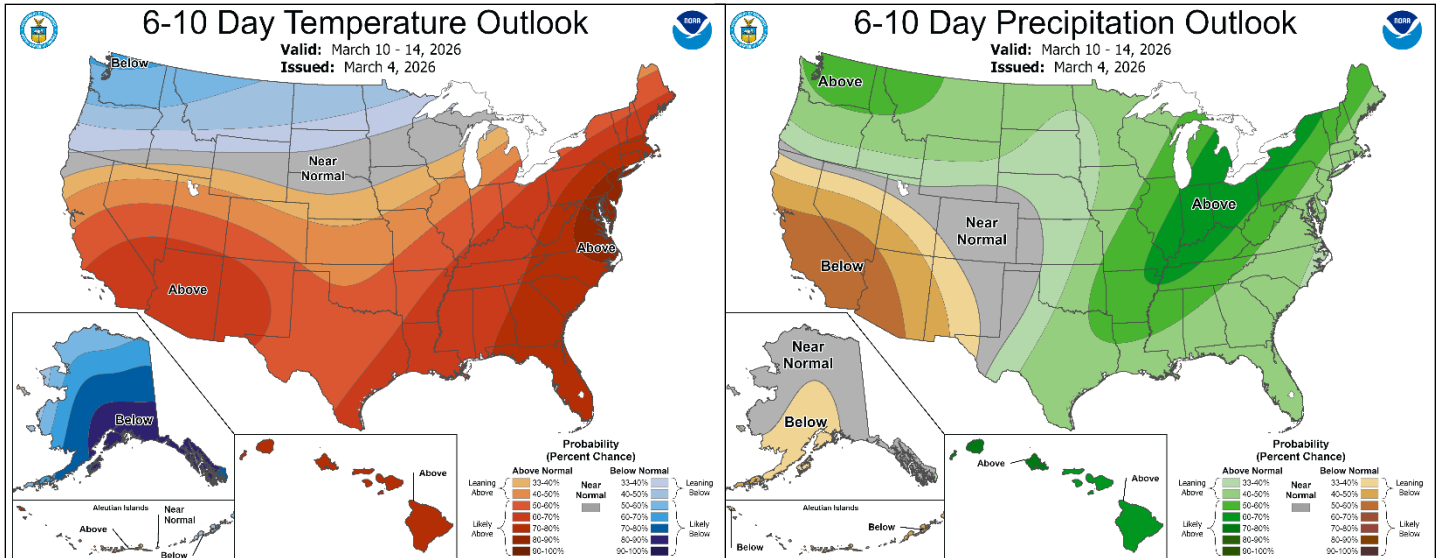 6-10 Day Temperature Outlook
Valid: March 10 - 14, 2026
Issued: March 4, 2026
NOAA
Below
Near
Normal
Above
Above
Below
Above
Aleutian Islands
Above
Near
Normal
Below
Probability
(Percent Chance)
Above Normal
Below Normal
Leaning
Above
33-40%
40-50%
50-60%
Likely
Above
60-70%
70-80%
80-90%
90-100%
Near
Normal
33-40%
40-50%
50-60%
Leaning
Below
60-70%
70-80%
80-90%
90-100%
Likely
Below
6-10 Day Precipitation Outlook
Valid: March 10 - 14, 2026
Issued: March 4, 2026
NOAA
Above
Near
Normal
Above
Below
Near
Normal
Below
Above
Above
Aleutian Islands
Below
Below
Probability
(Percent Chance)
Above Normal
Below Normal
Leaning
Above
33-40%
40-50%
50-60%
Likely
Above
60-70%
70-80%
80-90%
90-100%
Near
Normal
33-40%
40-50%
50-60%
Leaning
Below
60-70%
70-80%
80-90%
90-100%
Likely
Below